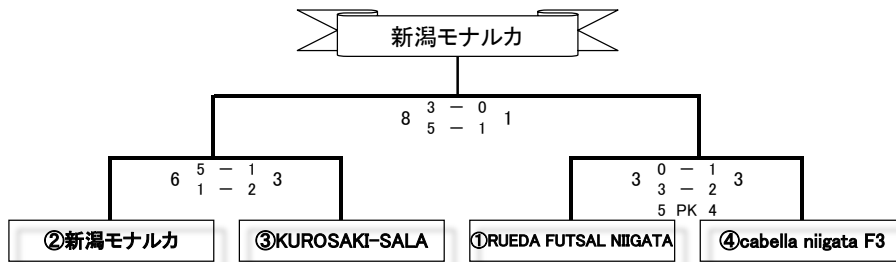 新潟モナルカ
8 3 － 0 1
5 － 1
6 5 － 1 3
1 － 2
3 0 － 1 3
3 － 2
5 PK 4
②新潟モナルカ
③KUROSAKI-SALA
①RUEDA FUTSAL NIIGATA
④cabella niigata F3